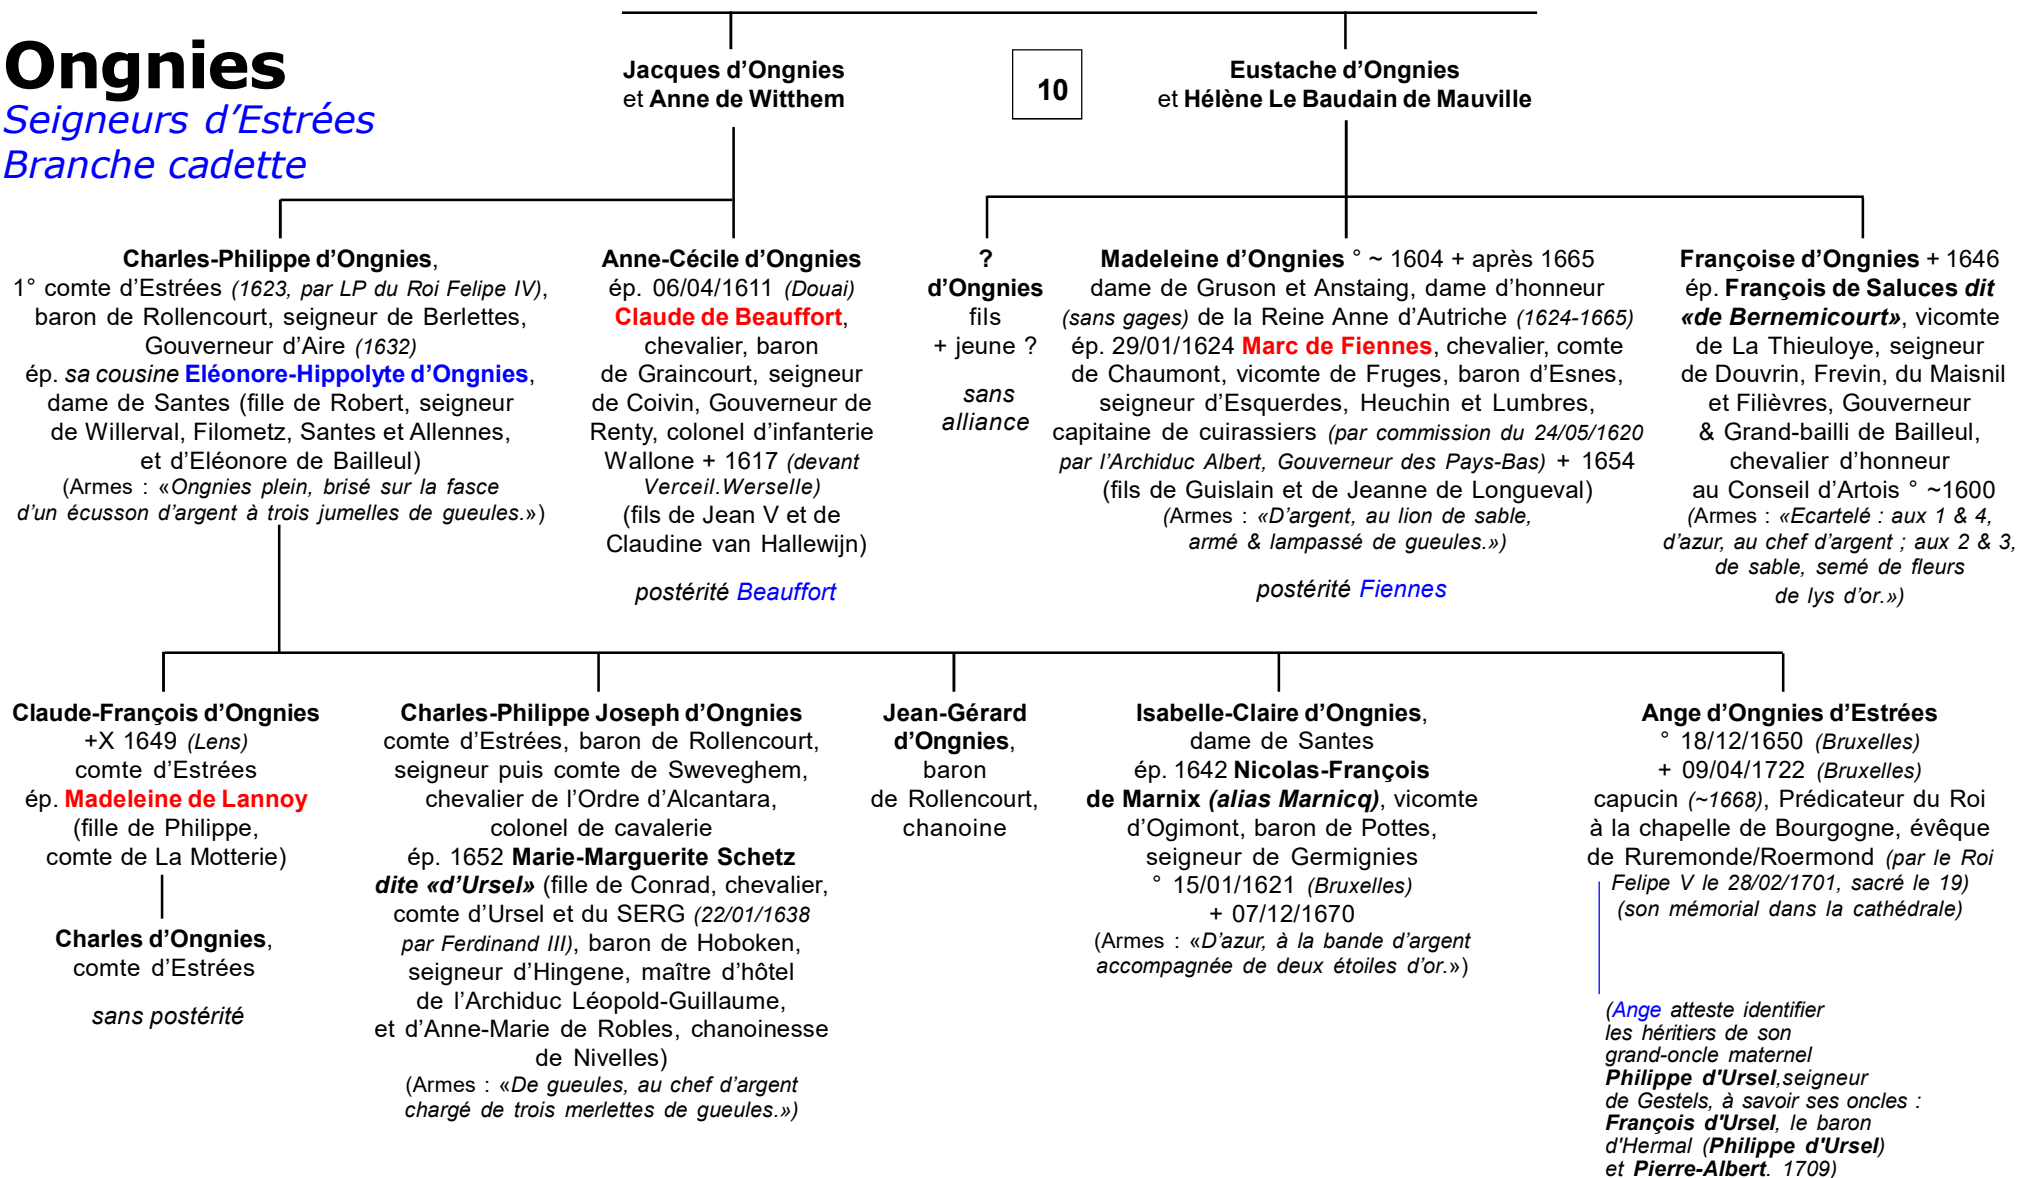 Ongnies
Seigneurs d’Estrées
Branche cadette
Jacques d’Ongnies
et Anne de Witthem
10
Eustache d’Ongnies
et Hélène Le Baudain de Mauville
Charles-Philippe d’Ongnies,
1° comte d’Estrées (1623, par LP du Roi Felipe IV),
baron de Rollencourt, seigneur de Berlettes,
Gouverneur d’Aire (1632)
ép. sa cousine Eléonore-Hippolyte d’Ongnies,
dame de Santes (fille de Robert, seigneur
de Willerval, Filometz, Santes et Allennes,
et d’Eléonore de Bailleul)
(Armes : «Ongnies plein, brisé sur la fasce
d’un écusson d’argent à trois jumelles de gueules.»)
Anne-Cécile d’Ongnies
ép. 06/04/1611 (Douai)
Claude de Beauffort,
chevalier, baron
de Graincourt, seigneur
de Coivin, Gouverneur de
Renty, colonel d’infanterie
Wallone + 1617 (devant
Verceil.Werselle)
(fils de Jean V et de
Claudine van Hallewijn)
postérité Beauffort
?
d’Ongnies
fils
+ jeune ?
sans
alliance
Madeleine d’Ongnies ° ~ 1604 + après 1665
dame de Gruson et Anstaing, dame d’honneur
(sans gages) de la Reine Anne d’Autriche (1624-1665)
ép. 29/01/1624 Marc de Fiennes, chevalier, comte
de Chaumont, vicomte de Fruges, baron d’Esnes,
seigneur d’Esquerdes, Heuchin et Lumbres,
capitaine de cuirassiers (par commission du 24/05/1620
par l’Archiduc Albert, Gouverneur des Pays-Bas) + 1654
(fils de Guislain et de Jeanne de Longueval)
(Armes : «D’argent, au lion de sable,
armé & lampassé de gueules.»)
postérité Fiennes
Françoise d’Ongnies + 1646
ép. François de Saluces dit
«de Bernemicourt», vicomte
de La Thieuloye, seigneur
de Douvrin, Frevin, du Maisnil
et Filièvres, Gouverneur
& Grand-bailli de Bailleul,
chevalier d’honneur
au Conseil d’Artois ° ~1600
(Armes : «Ecartelé : aux 1 & 4,
d’azur, au chef d’argent ; aux 2 & 3,
de sable, semé de fleurs
de lys d’or.»)
Claude-François d’Ongnies
+X 1649 (Lens)
comte d’Estrées
ép. Madeleine de Lannoy
(fille de Philippe,
comte de La Motterie)
Charles d’Ongnies,
comte d’Estrées
sans postérité
Charles-Philippe Joseph d’Ongnies
comte d’Estrées, baron de Rollencourt,
seigneur puis comte de Sweveghem,
chevalier de l’Ordre d’Alcantara,
colonel de cavalerie
ép. 1652 Marie-Marguerite Schetz
dite «d’Ursel» (fille de Conrad, chevalier,
comte d’Ursel et du SERG (22/01/1638
par Ferdinand III), baron de Hoboken,
seigneur d’Hingene, maître d’hôtel
de l’Archiduc Léopold-Guillaume,
et d’Anne-Marie de Robles, chanoinesse
de Nivelles)
(Armes : «De gueules, au chef d’argent
chargé de trois merlettes de gueules.»)
Jean-Gérard
d’Ongnies,
baron
de Rollencourt,
chanoine
Isabelle-Claire d’Ongnies,
dame de Santes
ép. 1642 Nicolas-François
de Marnix (alias Marnicq), vicomte
d’Ogimont, baron de Pottes,
seigneur de Germignies
° 15/01/1621 (Bruxelles)
+ 07/12/1670
(Armes : «D’azur, à la bande d’argent
accompagnée de deux étoiles d’or.»)
Ange d’Ongnies d’Estrées
° 18/12/1650 (Bruxelles)
+ 09/04/1722 (Bruxelles)
capucin (~1668), Prédicateur du Roi
à la chapelle de Bourgogne, évêque
de Ruremonde/Roermond (par le Roi
Felipe V le 28/02/1701, sacré le 19)
(son mémorial dans la cathédrale)
(Ange atteste identifier
les héritiers de son
grand-oncle maternel
Philippe d'Ursel,seigneur
de Gestels, à savoir ses oncles :
François d'Ursel, le baron
d'Hermal (Philippe d'Ursel)
et Pierre-Albert. 1709)